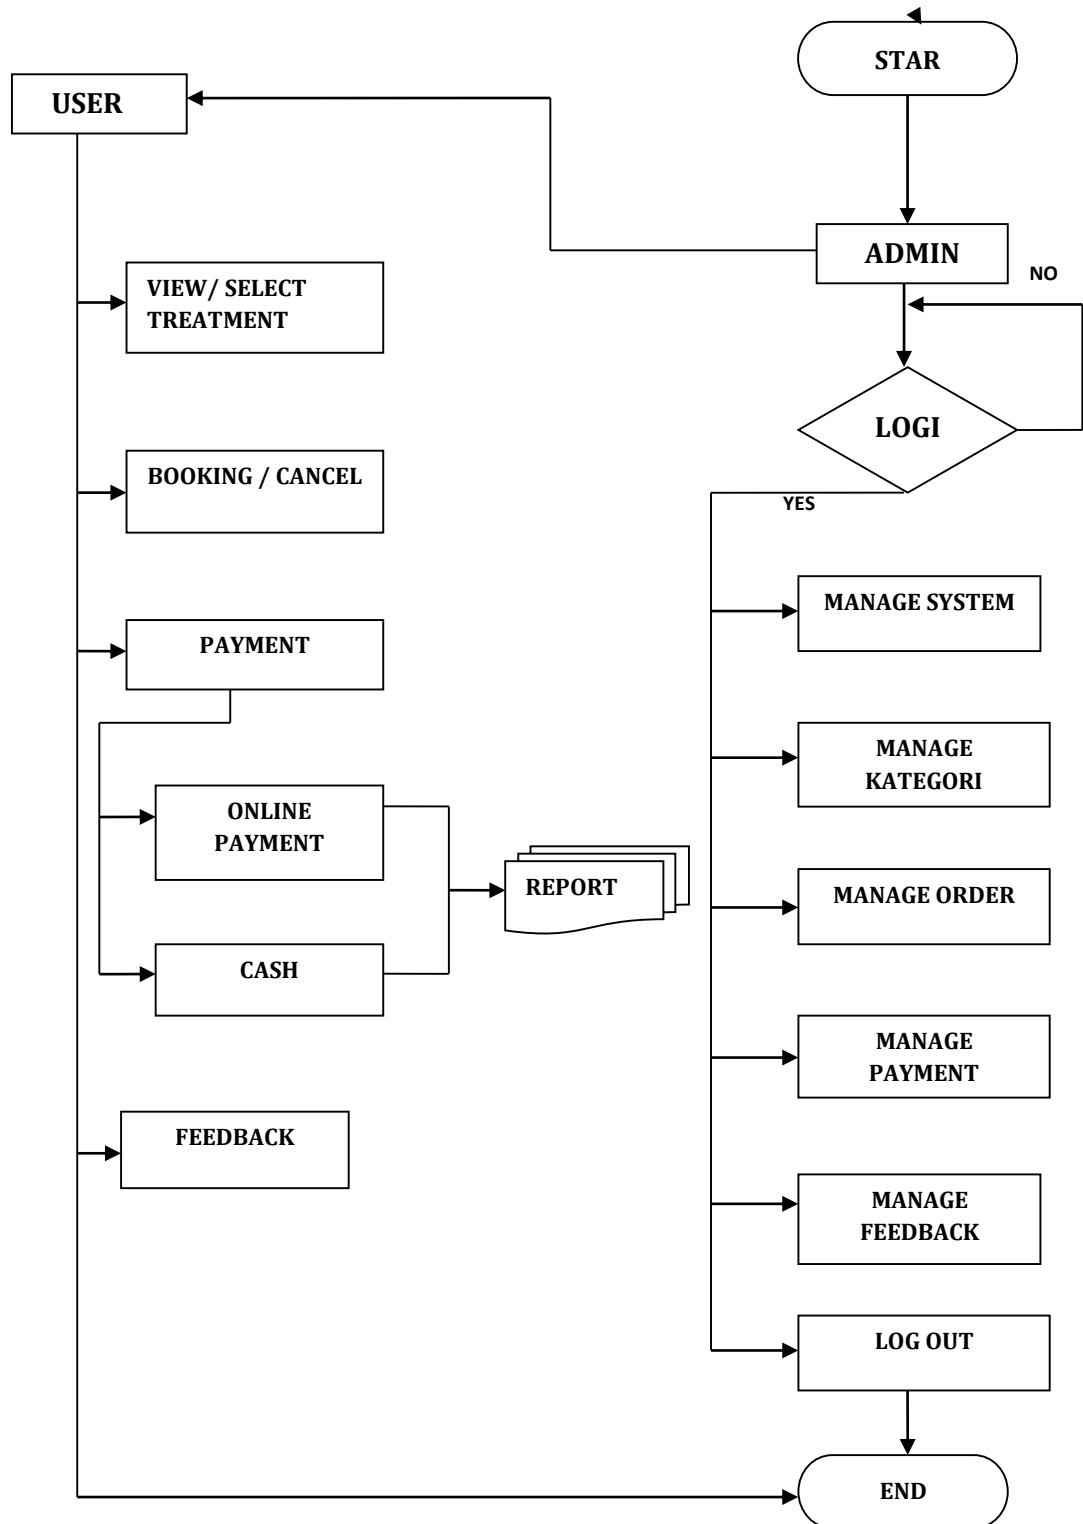 STAR
USER
ADMIN
NO
VIEW/ SELECT
TREATMENT
LOGI
BOOKING / CANCEL
YES
MANAGE SYSTEM
PAYMENT
MANAGE
KATEGORI
ONLINE
PAYMENT
REPORT
MANAGE ORDER
CASH
MANAGE
PAYMENT
FEEDBACK
MANAGE
FEEDBACK
LOG OUT
END